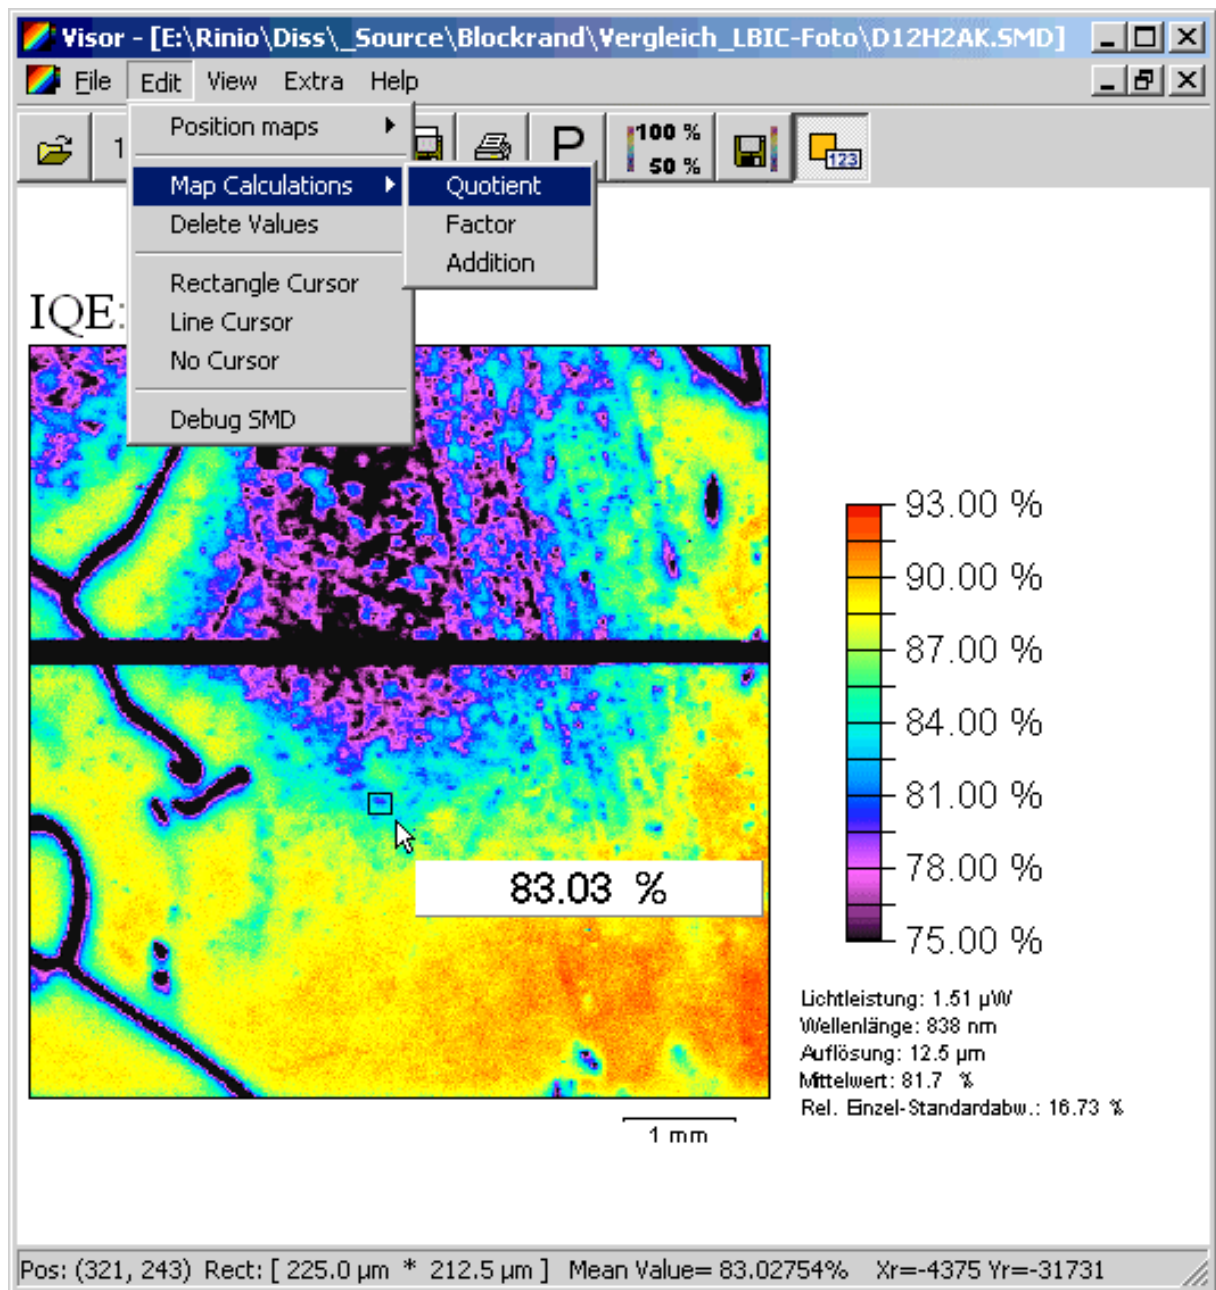 Visor - [E:\Rinio\Diss\_Source\Blockrand\Vergleich_LBIC-Foto\D12H2AK.SMD]
File Edit View Extra Help
1
P
100 %
50 %
123
Position maps
Map Calculations
Delete Values
Rectangle Cursor
Line Cursor
No Cursor
Debug SMD
Quotient
Factor
Addition
IQE:
83.03 %
93.00 %
90.00 %
87.00 %
84.00 %
81.00 %
78.00 %
75.00 %
Lichtleistung: 1.51 µW
Wellenlänge: 838 nm
Auflösung: 12.5 µm
Mittelwert: 81.7 %
Rel. Einzel-Standardabw.: 16.73 %
1 mm
Pos: (321, 243) Rect: [ 225.0 µm * 212.5 µm ] Mean Value= 83.02754% Xr=-4375 Yr=-31731